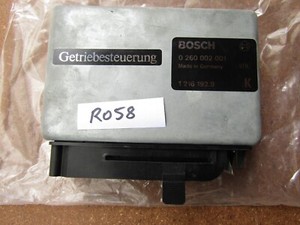 Getriebesteuerung
BOSCH
0 260 002 001
Made in Germany
K
R058